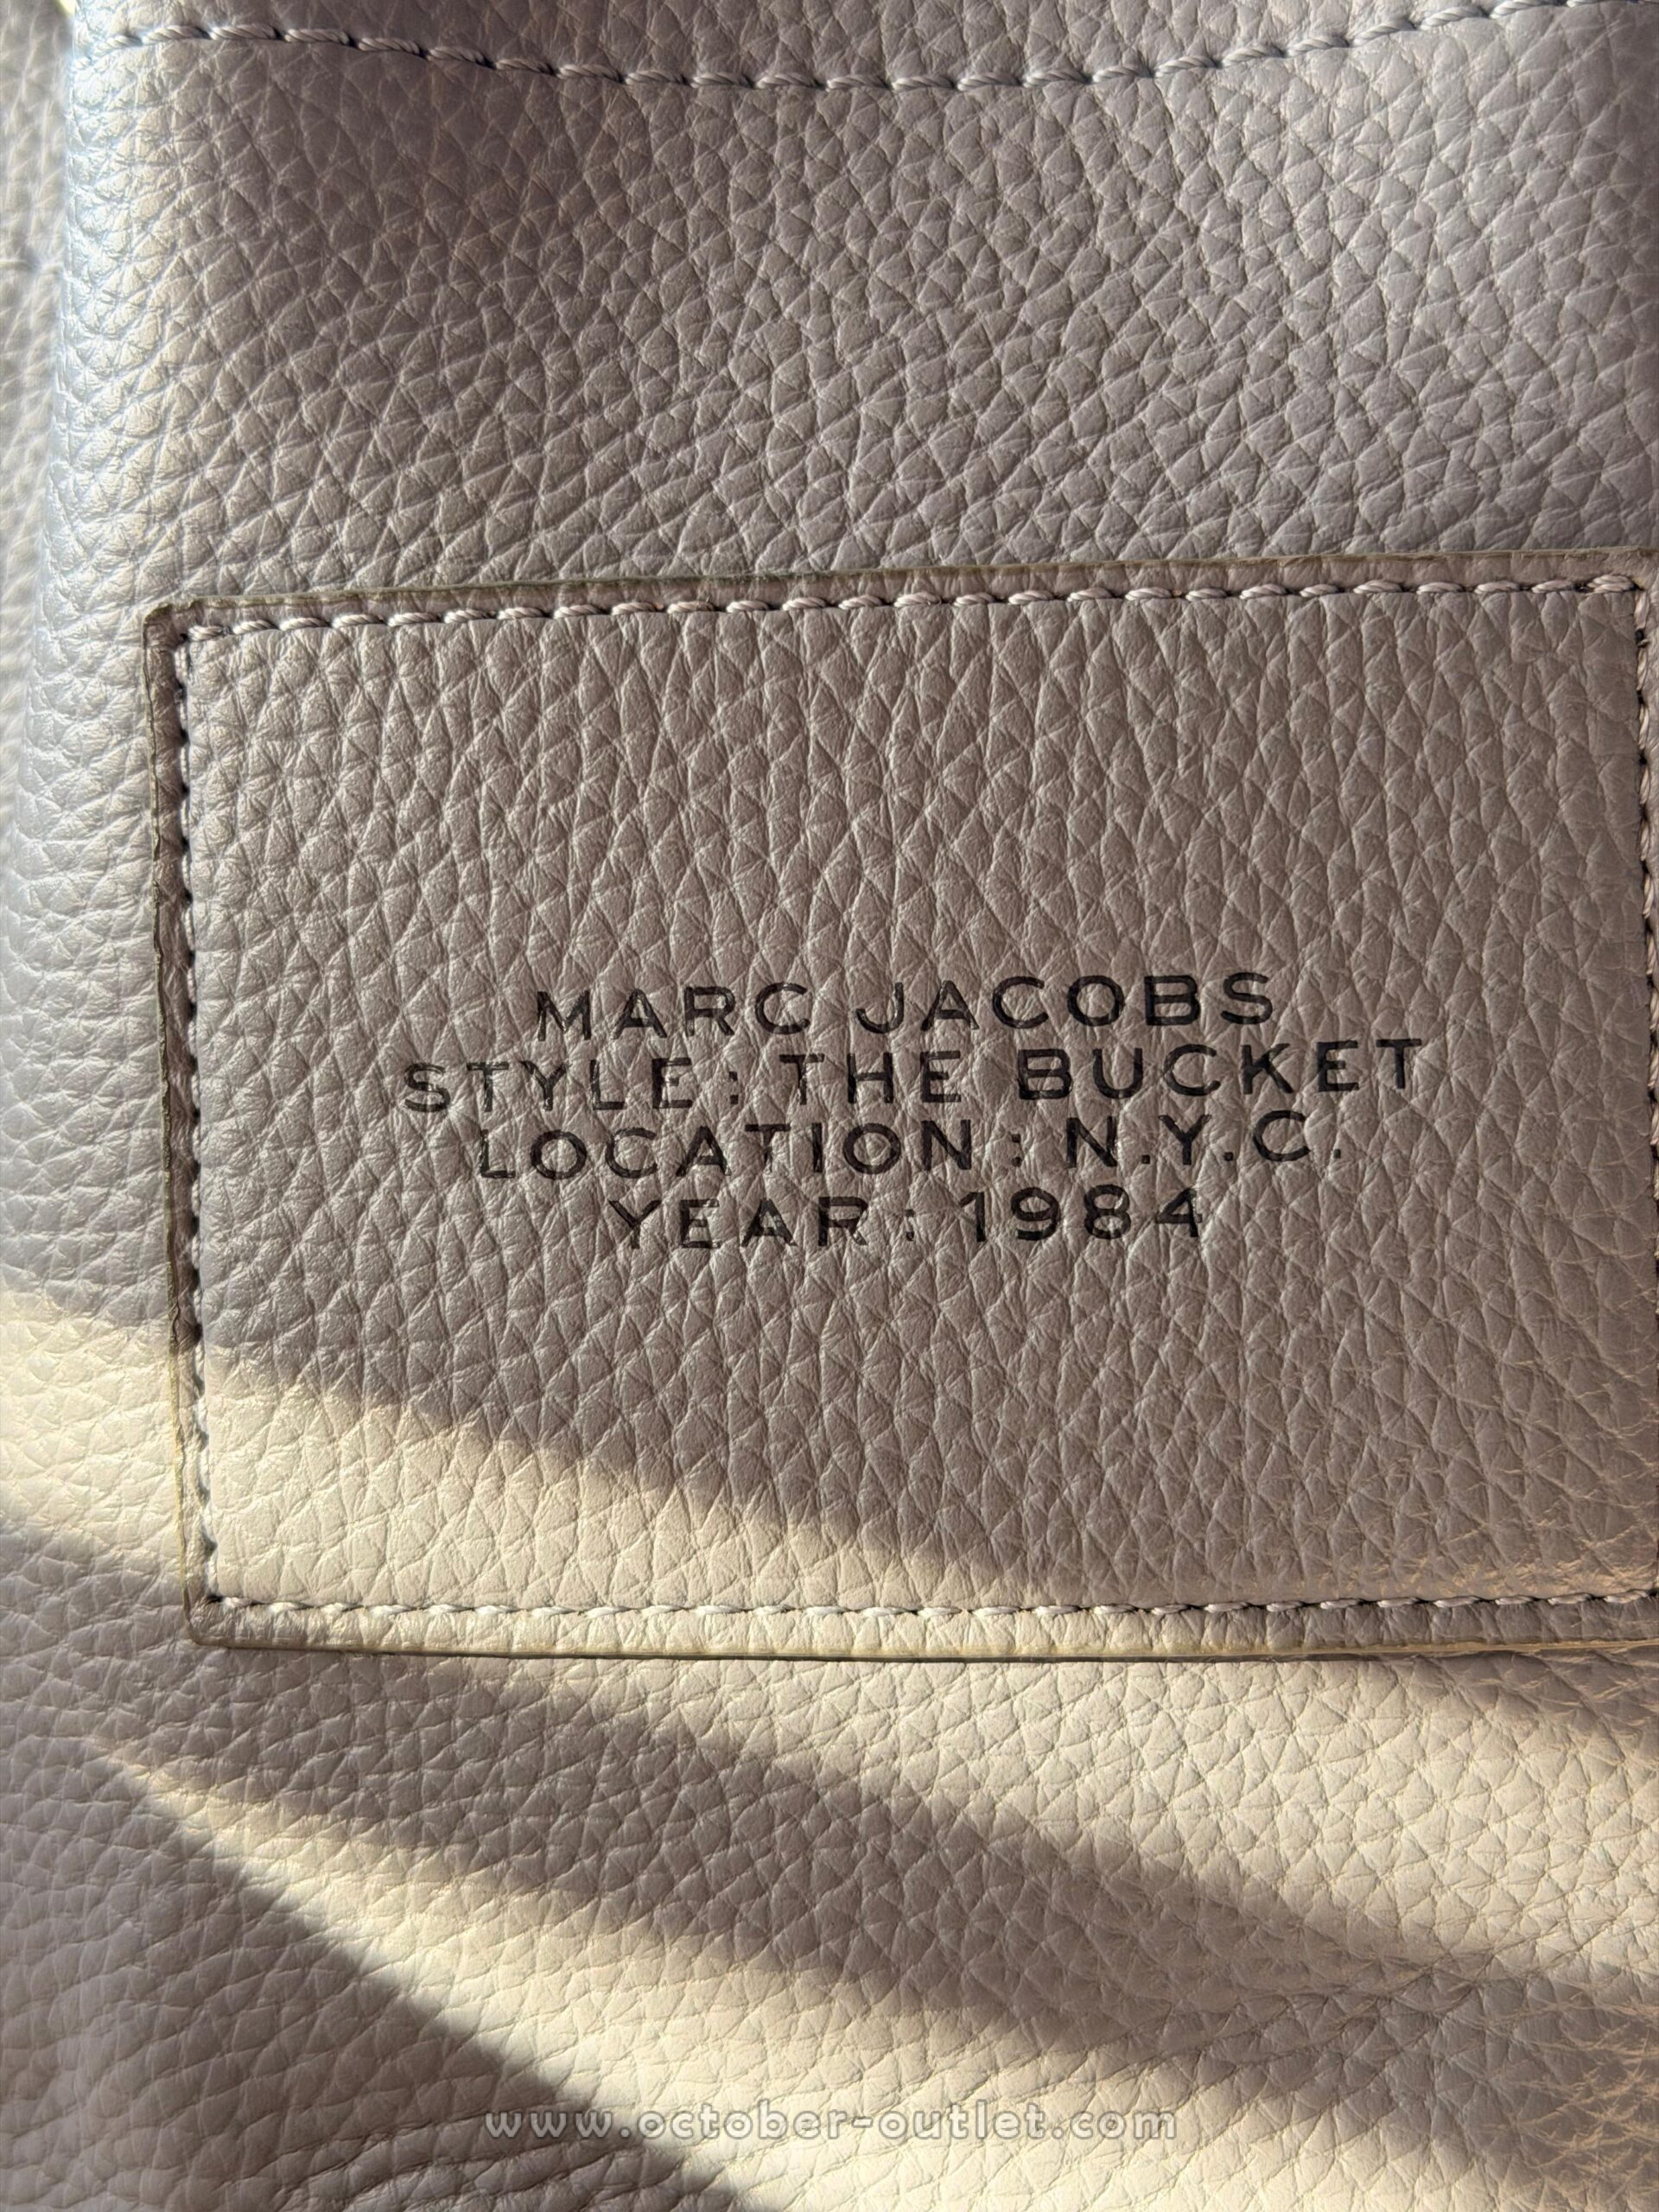 MARC JACOBS
STYLE: THE BUCKET
LOCATION: N.Y.C.
YEAR: 1984
www.october-outlet.com